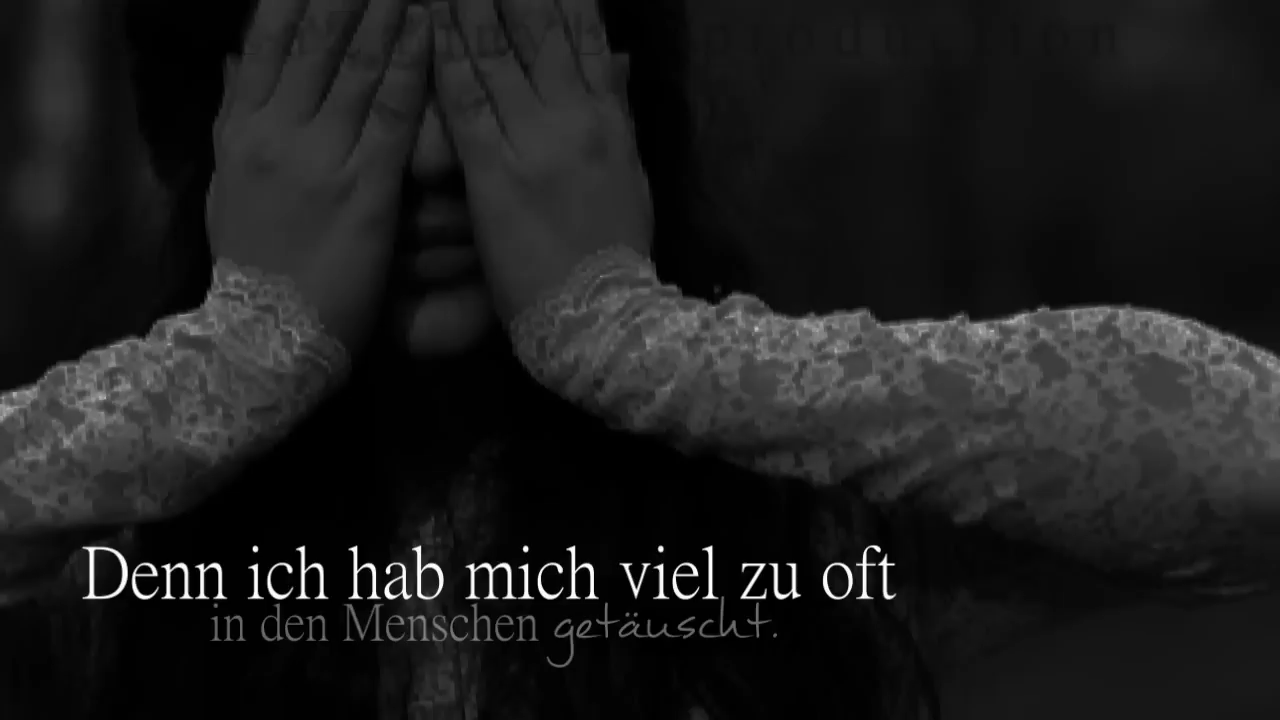 Denn ich hab mich viel zu oft
in den Menschen getäuscht.